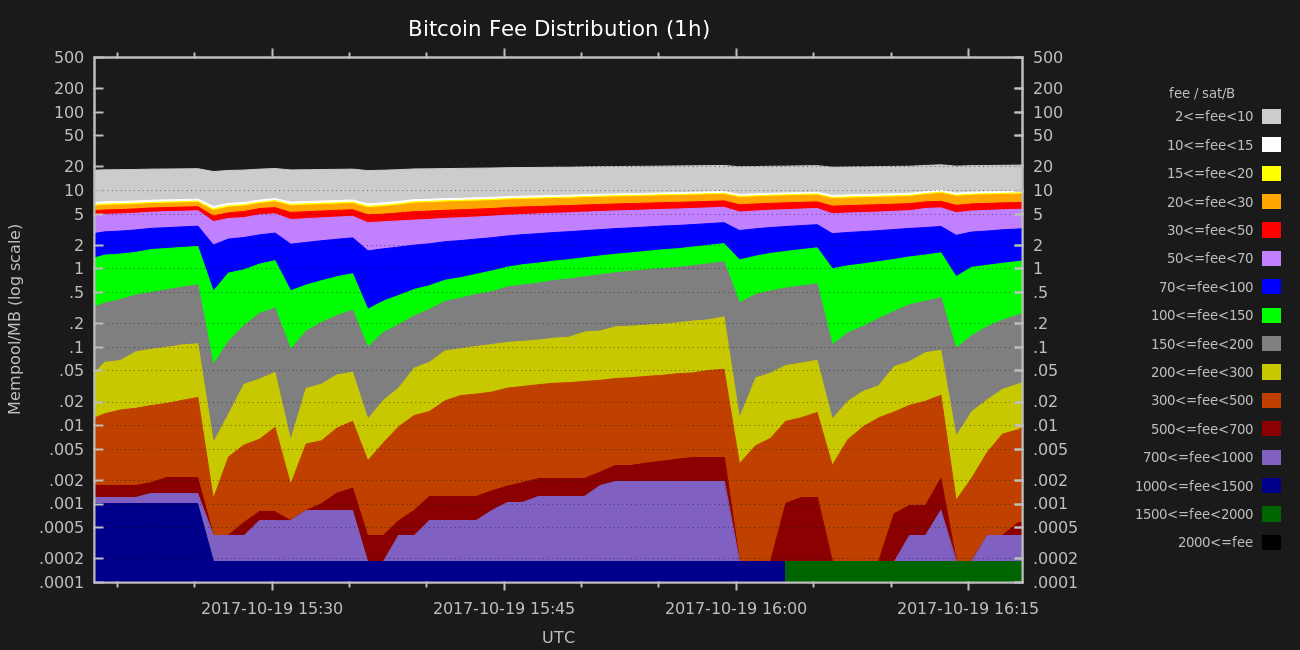 Bitcoin Fee Distribution (1h)
500
200
100
50
20
10
5
2
1
.5
.2
.1
.05
.02
.01
.005
.002
.001
.0005
.0002
.0001
Mempool/MB (log scale)
500
200
100
50
20
10
5
2
1
.5
.2
.1
.05
.02
.01
.005
.002
.001
.0005
.0002
.0001
2017-10-19 15:30
2017-10-19 15:45
2017-10-19 16:00
2017-10-19 16:15
UTC
fee / sat/B
2<=fee<10
10<=fee<15
15<=fee<20
20<=fee<30
30<=fee<50
50<=fee<70
70<=fee<100
100<=fee<150
150<=fee<200
200<=fee<300
300<=fee<500
500<=fee<700
700<=fee<1000
1000<=fee<1500
1500<=fee<2000
2000<=fee